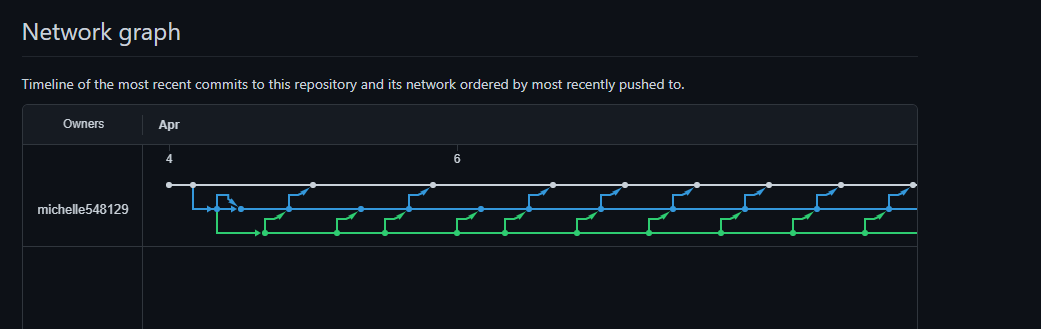 Network graph
Timeline of the most recent commits to this repository and its network ordered by most recently pushed to.
Owners Apr
4 6
michelle548129